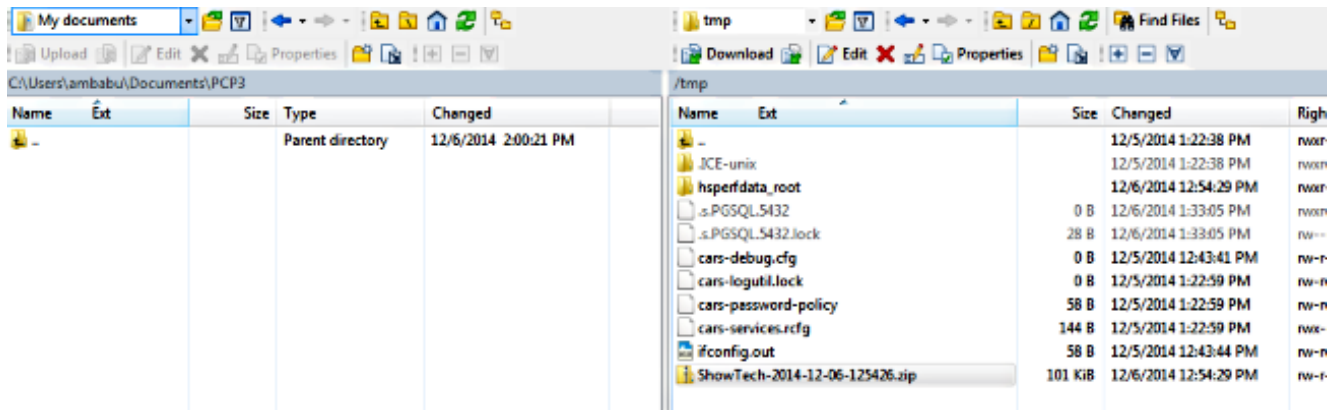 My documents
Upload Edit Properties
C:\Users\ambabu\Documents\PCP3
Name Ext Size Type Changed
.. Parent directory 12/6/2014 2:00:21 PM
tmp Find Files
Download Edit Properties
/tmp
Name Ext Size Changed Righ
.. 12/5/2014 1:22:38 PM rwxr-
.ICE-unix 12/5/2014 1:22:38 PM
hsperfdata_root 12/6/2014 12:54:29 PM rwxr-
.s.PGSQL.5432 0 B 12/6/2014 1:33:05 PM
.s.PGSQL.5432.lock 28 B 12/6/2014 1:33:05 PM rw--
cars-debug.cfg 0 B 12/5/2014 12:43:41 PM rw-r-
cars-logutil.lock 0 B 12/5/2014 1:22:59 PM
cars-password-policy 58 B 12/5/2014 1:22:59 PM
cars-services.rcfg 144 B 12/5/2014 1:22:59 PM rwx-
ifconfig.out 58 B 12/5/2014 12:43:44 PM
ShowTech-2014-12-06-125426.zip 101 KiB 12/6/2014 12:54:29 PM rw-r-